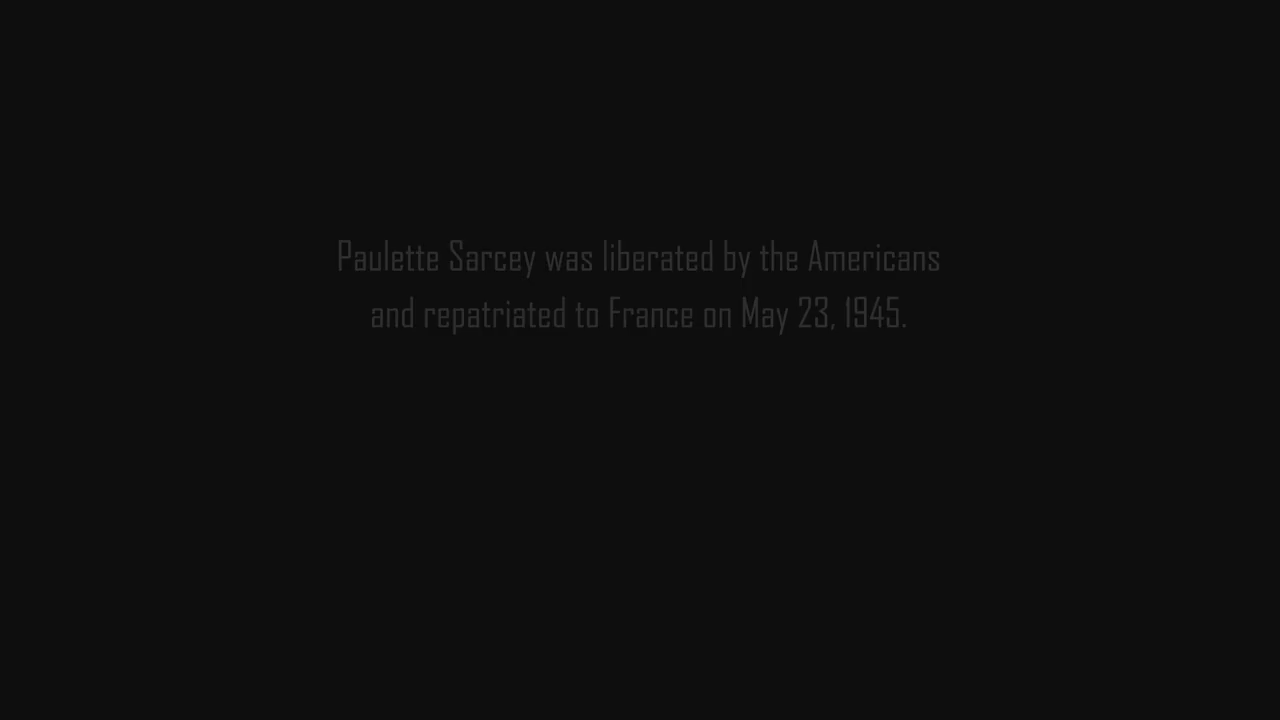 Paulette Sarcey was liberated by the Americans
and repatriated to France on May 23, 1945.